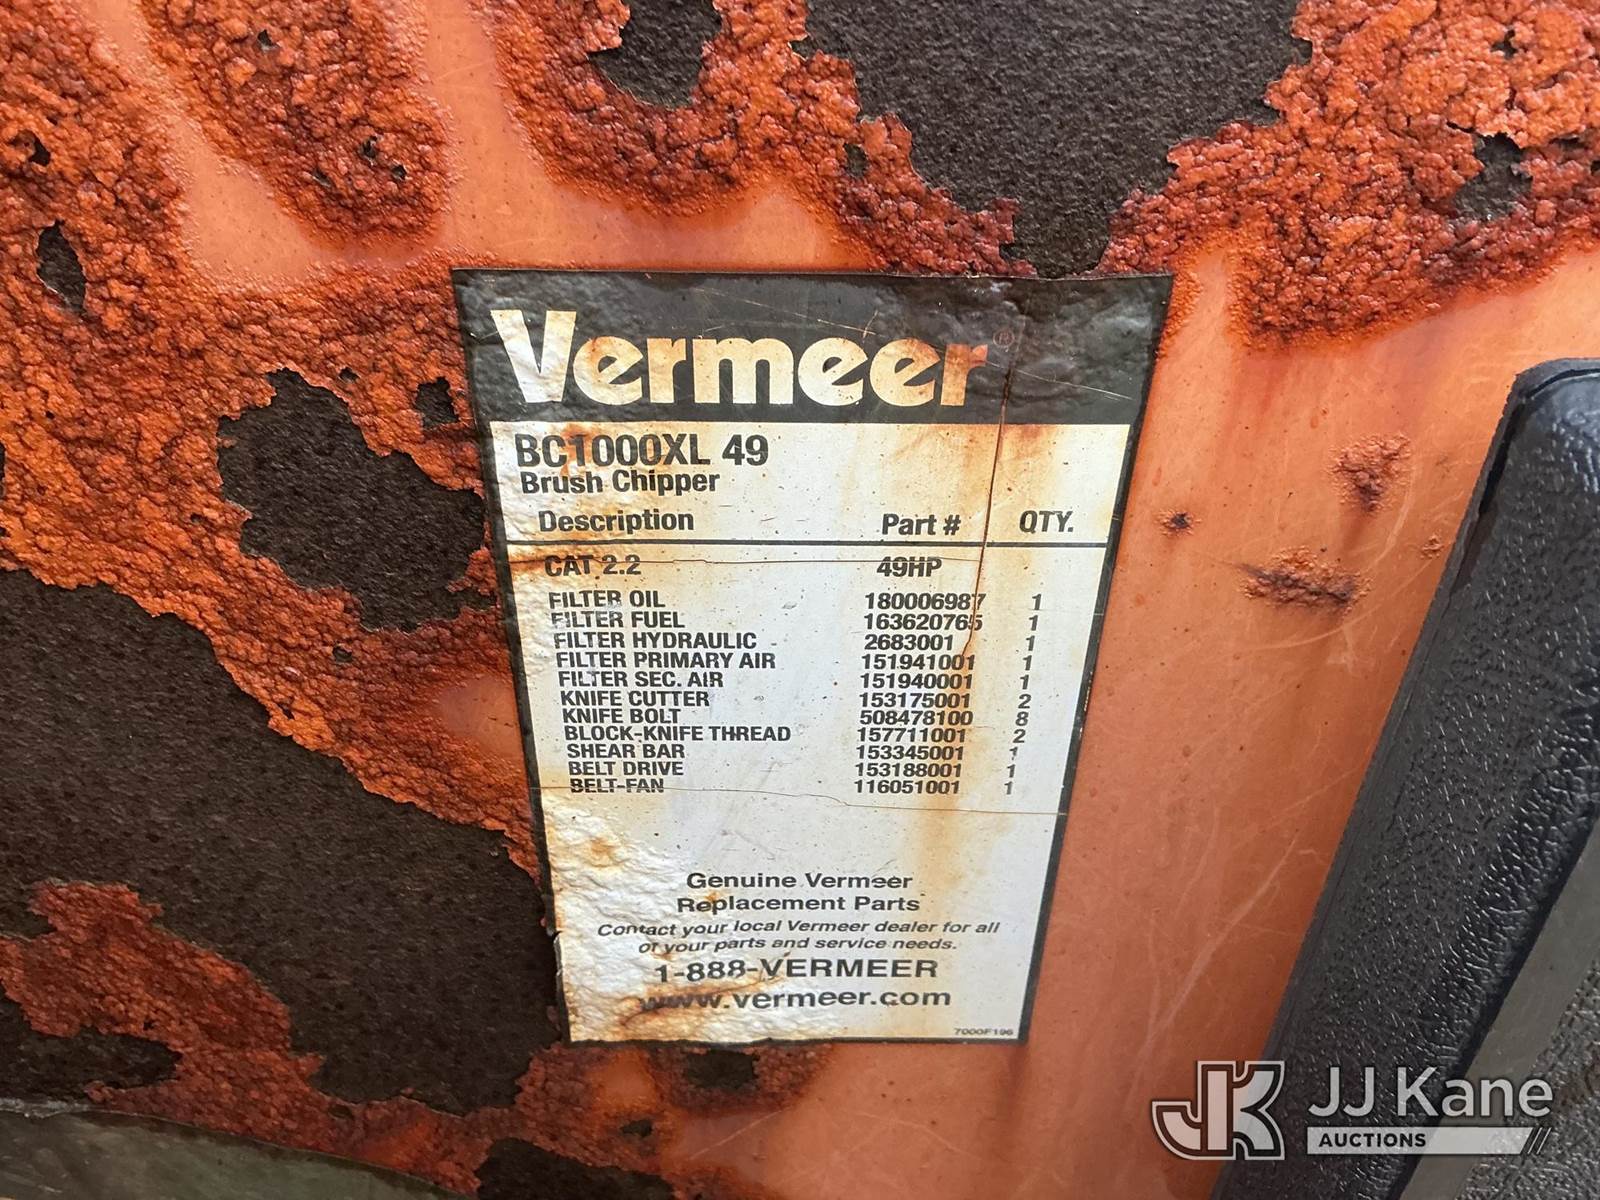 Vermeer®
BC1000XL 49
Brush Chipper
Description Part # QTY.
CAT 2.2 49HP
FILTER OIL 180006987 1
FILTER FUEL 163620765 1
FILTER HYDRAULIC 2683001 1
FILTER PRIMARY AIR 151941001 1
FILTER SEC. AIR 151940001 1
KNIFE CUTTER 153175001 2
KNIFE BOLT 508478100 8
BLOCK-KNIFE THREAD 157711001 2
SHEAR BAR 153345001 1
BELT DRIVE 153188001 1
BELT-FAN 116051001 1
Genuine Vermeer
Replacement Parts
Contact your local Vermeer dealer for all
of your parts and service needs.
1-888-VERMEER
www.vermeer.com
7000F196
JK JJ Kane
AUCTIONS